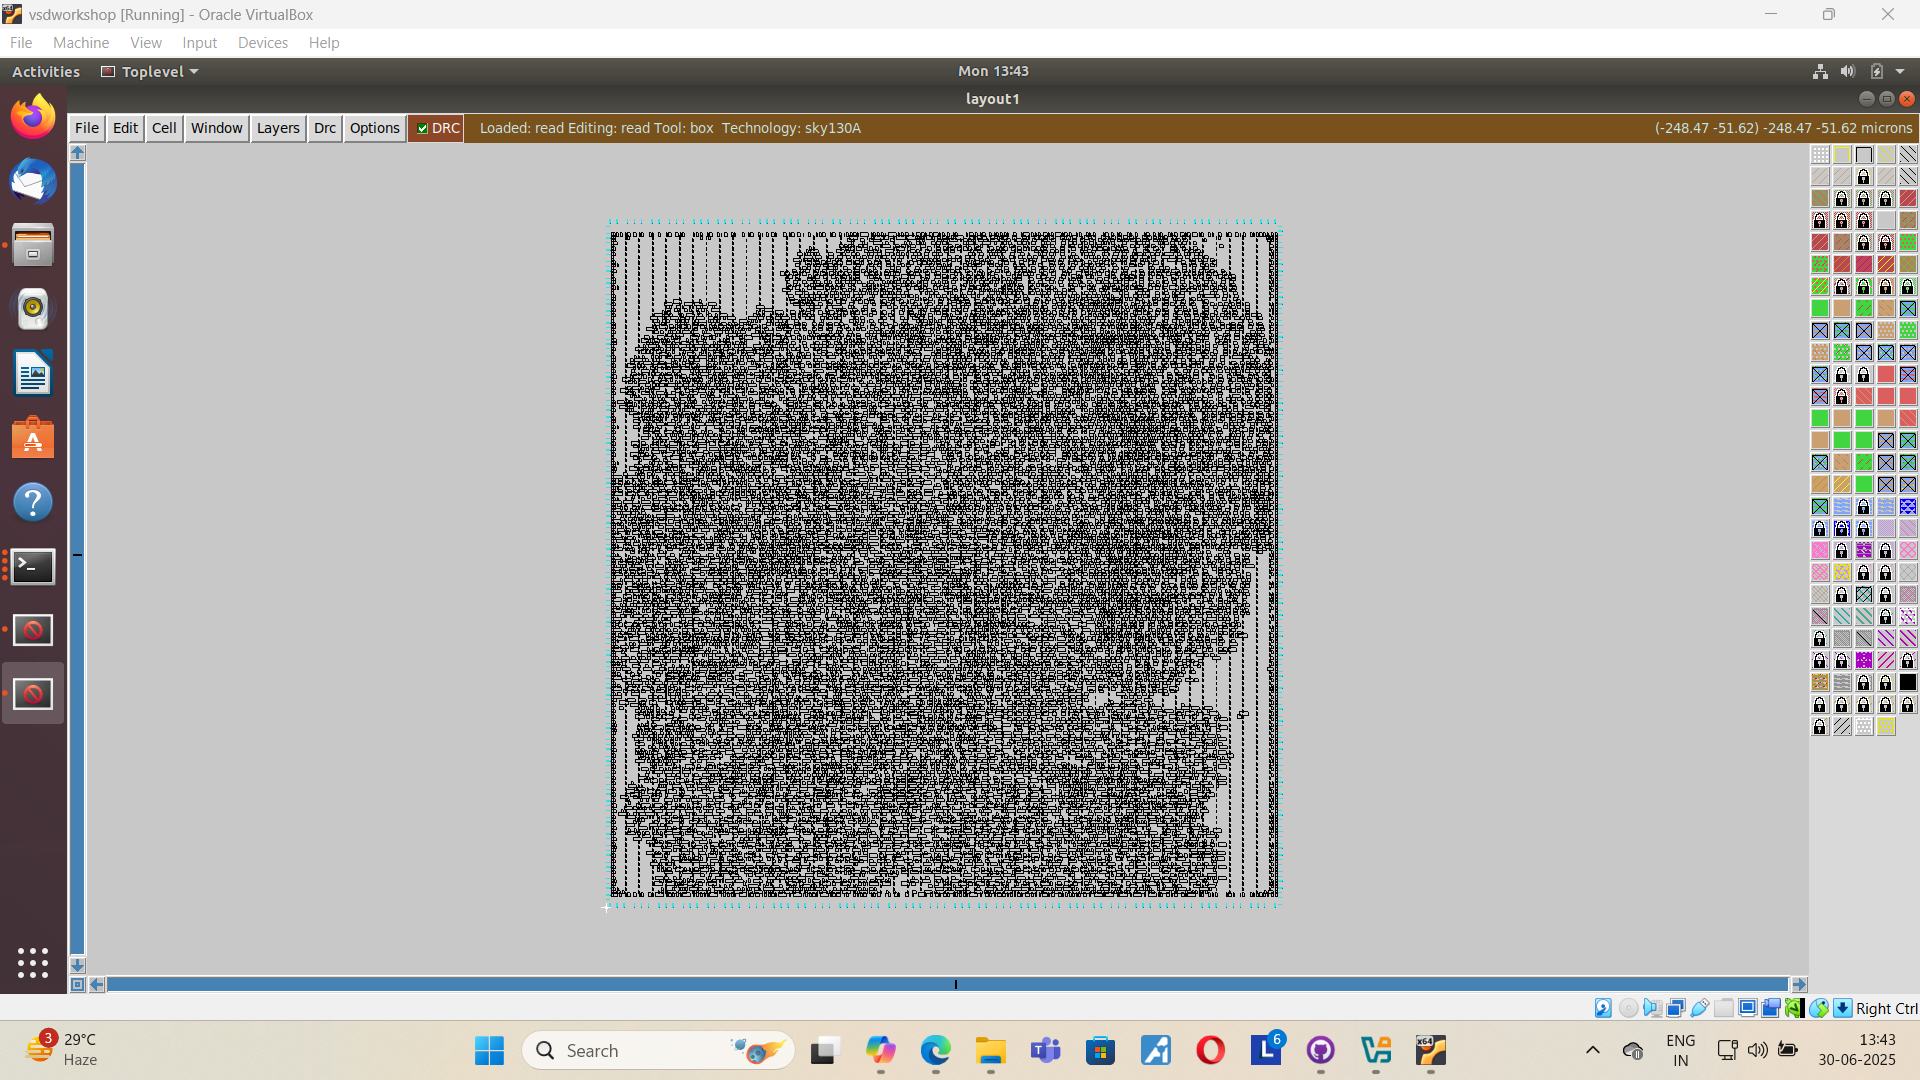 vsdworkshop [Running] - Oracle VirtualBox
File Machine View Input Devices Help
Activities Toplevel Mon 13:43
layout1
File Edit Cell Window Layers Drc Options DRC Loaded: read Editing: read Tool: box Technology: sky130A (-248.47 -51.62) -248.47 -51.62 microns
Right Ctrl
3 29°C
Haze
Search
6
x64
ENG
IN
13:43
30-06-2025